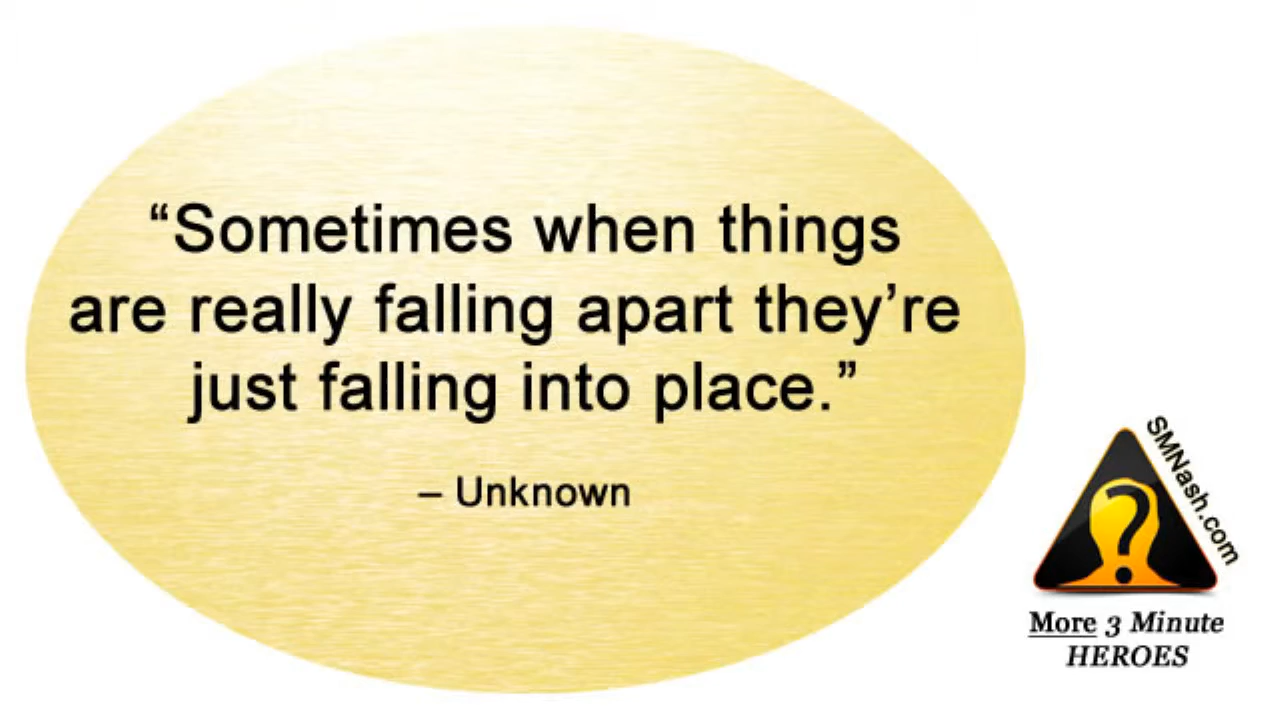 “Sometimes when things
are really falling apart they’re
just falling into place.”
– Unknown
SMNash.com
?
More 3 Minute
HEROES